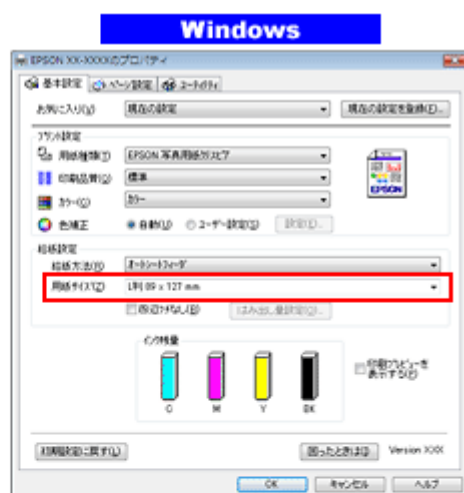 Windows
EPSON XX-XXXXのプロパティ
基本設定 ページ設定 ユーティリティ
お気に入り(V) 現在の設定 現在の設定を登録(E)...
プリント設定
用紙種類(T) EPSON 写真用紙クリスピア
印刷品質(Q) 標準
カラー(C) カラー
EPSON
色補正 自動(U) ユーザー設定(S) 設定(I)...
給紙設定
給紙方法(R) オートシートフィーダ
用紙サイズ(Z) L判 89 x 127 mm
四辺フチなし(B) はみ出し量設定(G)...
インク残量
印刷プレビューを
表示する(P)
C M Y BK
初期設定に戻す(L) 困ったときは(J) Version XXX
OK キャンセル ヘルプ